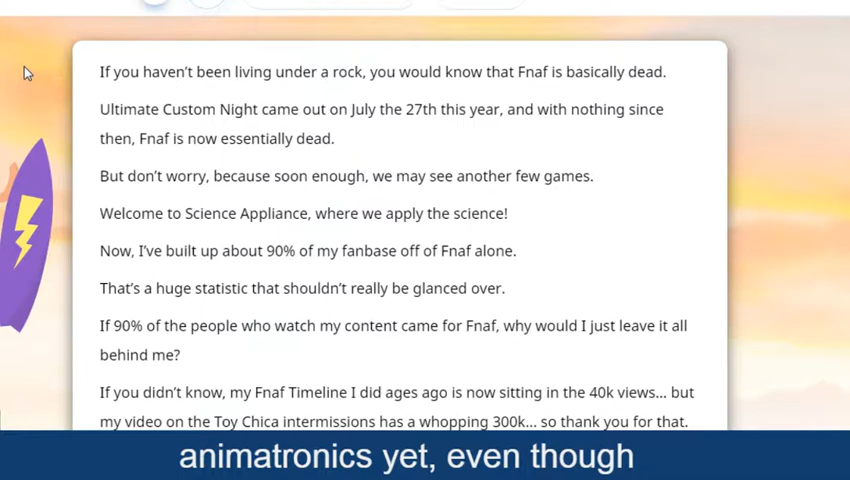 If you haven’t been living under a rock, you would know that Fnaf is basically dead.
Ultimate Custom Night came out on July the 27th this year, and with nothing since
then, Fnaf is now essentially dead.
But don’t worry, because soon enough, we may see another few games.
Welcome to Science Appliance, where we apply the science!
Now, I’ve built up about 90% of my fanbase off of Fnaf alone.
That’s a huge statistic that shouldn’t really be glanced over.
If 90% of the people who watch my content came for Fnaf, why would I just leave it all
behind me?
If you didn’t know, my Fnaf Timeline I did ages ago is now sitting in the 40k views... but
my video on the Toy Chica intermissions has a whopping 300k... so thank you for that.
animatronics yet, even though